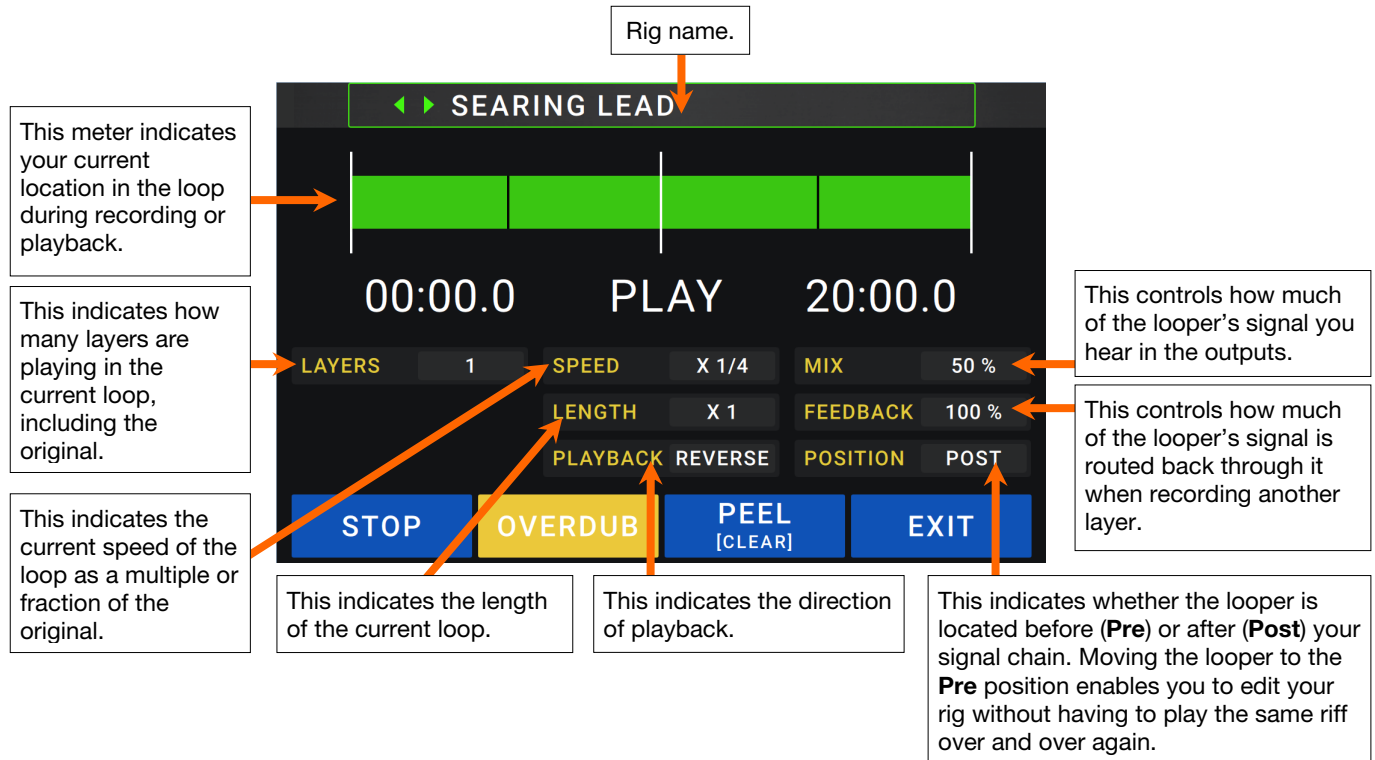 Rig name.
◀ ▶ SEARING LEAD
This meter indicates
your current
location in the loop
during recording or
playback.
00:00.0 PLAY 20:00.0
This indicates how
many layers are
playing in the
current loop,
including the
original.
LAYERS 1 SPEED X 1/4 MIX 50 %
LENGTH X 1 FEEDBACK 100 %
PLAYBACK REVERSE POSITION POST
This controls how much
of the looper’s signal you
hear in the outputs.
This controls how much
of the looper’s signal is
routed back through it
when recording another
layer.
STOP OVERDUB PEEL EXIT
[CLEAR]
This indicates the
current speed of the
loop as a multiple or
fraction of the
original.
This indicates the length
of the current loop.
This indicates the direction
of playback.
This indicates whether the looper is
located before (Pre) or after (Post) your
signal chain. Moving the looper to the
Pre position enables you to edit your
rig without having to play the same riff
over and over again.